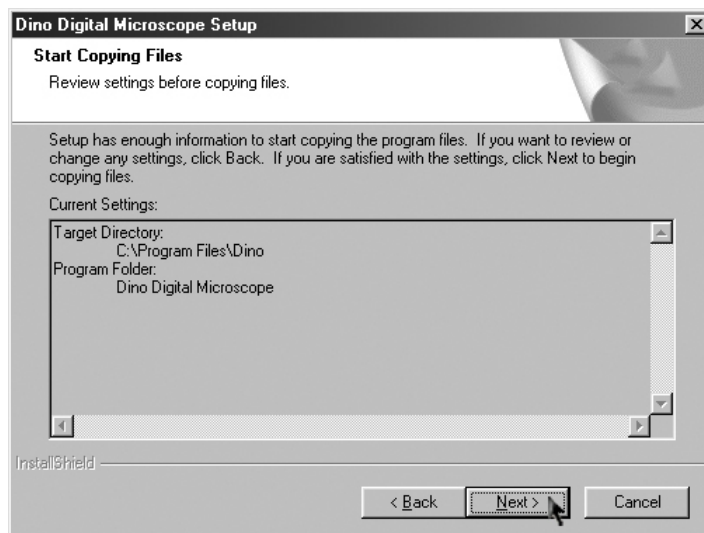 Dino Digital Microscope Setup
Start Copying Files
Review settings before copying files.
Setup has enough information to start copying the program files. If you want to review or
change any settings, click Back. If you are satisfied with the settings, click Next to begin
copying files.
Current Settings:
Target Directory:
C:\Program Files\Dino
Program Folder:
Dino Digital Microscope
InstallShield
< Back Next > Cancel